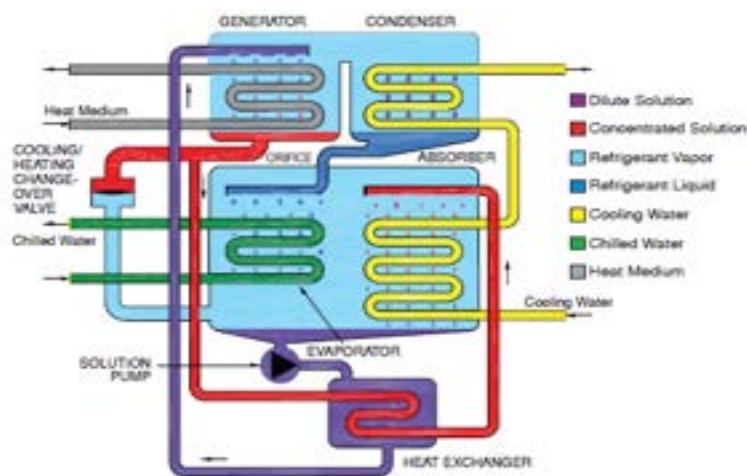 GENERATOR
CONDENSER
Heat Medium
COOLING/
HEATING
CHANGE-
OVER
VALVE
ORIFICE
ABSORBER
Chilled Water
Cooling Water
EVAPORATOR
SOLUTION
PUMP
HEAT EXCHANGER
Dilute Solution
Concentrated Solution
Refrigerant Vapor
Refrigerant Liquid
Cooling Water
Chilled Water
Heat Medium